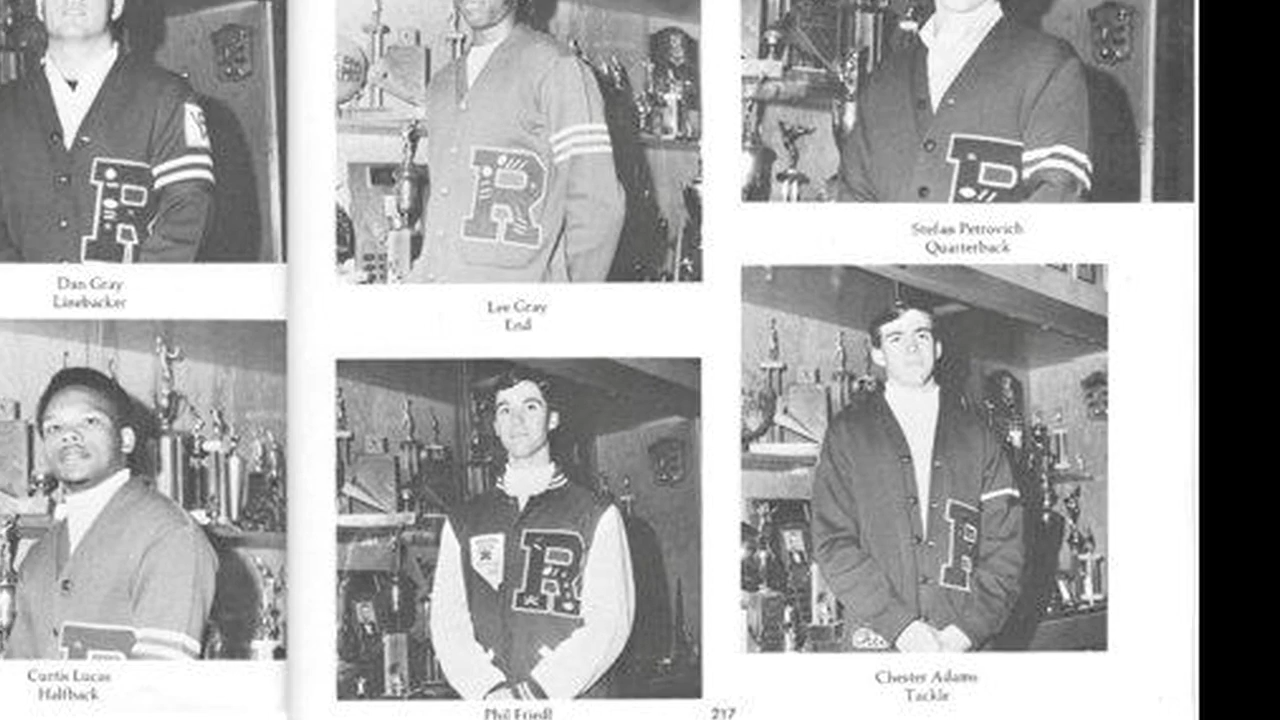 Dan Gray
Linebacker
Curtis Lucas
Halfback
Lee Gray
End
R
R
Phil Friedl
Stefan Petrovich
Quarterback
R
Chester Adams
Tackle
217